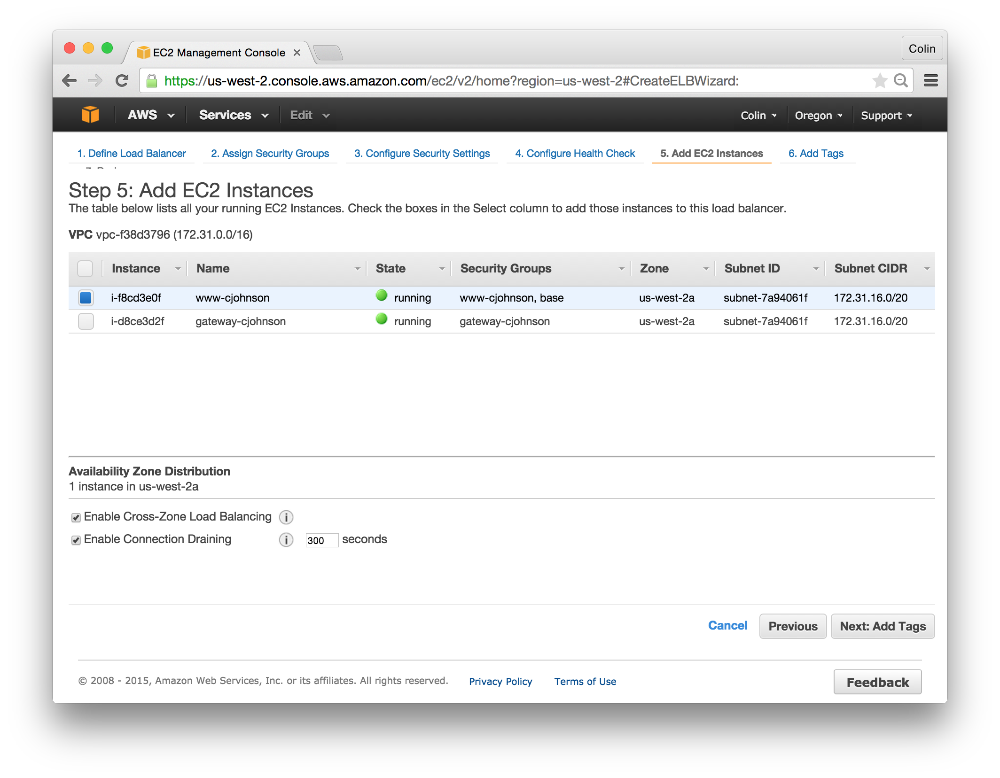 EC2 Management Console
Colin
https://us-west-2.console.aws.amazon.com/ec2/v2/home?region=us-west-2#CreateELBWizard:
AWS Services Edit Colin Oregon Support
1. Define Load Balancer 2. Assign Security Groups 3. Configure Security Settings 4. Configure Health Check 5. Add EC2 Instances 6. Add Tags
Step 5: Add EC2 Instances
The table below lists all your running EC2 Instances. Check the boxes in the Select column to add those instances to this load balancer.
VPC vpc-f38d3796 (172.31.0.0/16)
Instance Name State Security Groups Zone Subnet ID Subnet CIDR
i-f8cd3e0f www-cjohnson running www-cjohnson, base us-west-2a subnet-7a94061f 172.31.16.0/20
i-d8ce3d2f gateway-cjohnson running gateway-cjohnson us-west-2a subnet-7a94061f 172.31.16.0/20
Availability Zone Distribution
1 instance in us-west-2a
Enable Cross-Zone Load Balancing
Enable Connection Draining 300 seconds
Cancel Previous Next: Add Tags
© 2008 - 2015, Amazon Web Services, Inc. or its affiliates. All rights reserved. Privacy Policy Terms of Use Feedback